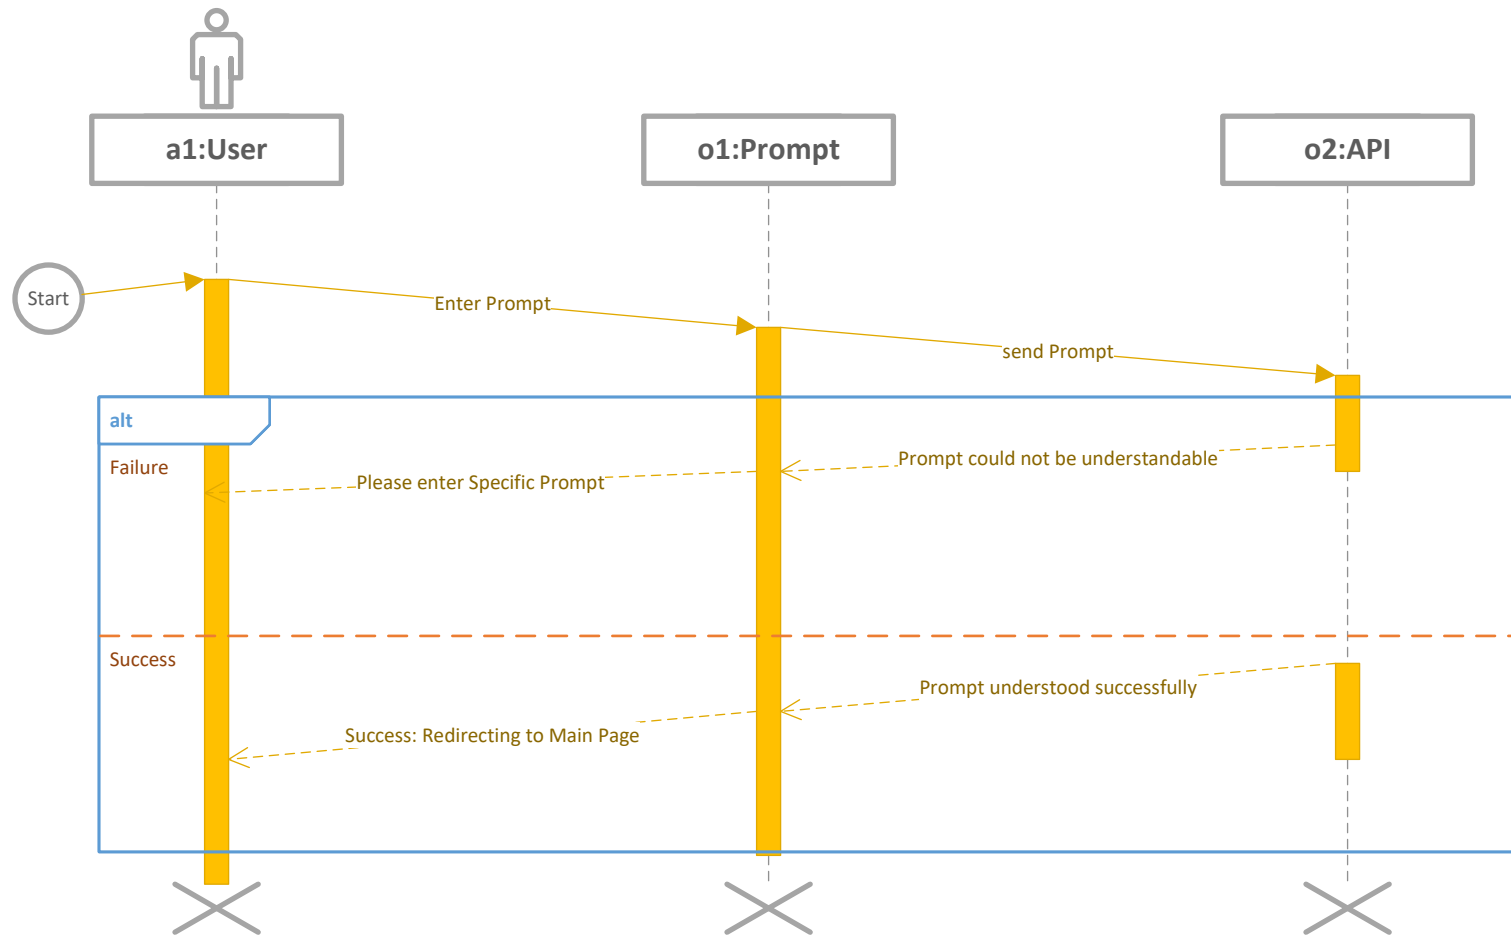 a1:User
o1:Prompt
o2:API
Start
Enter Prompt
send Prompt
alt
Failure
Prompt could not be understandable
Please enter Specific Prompt
Success
Prompt understood successfully
Success: Redirecting to Main Page